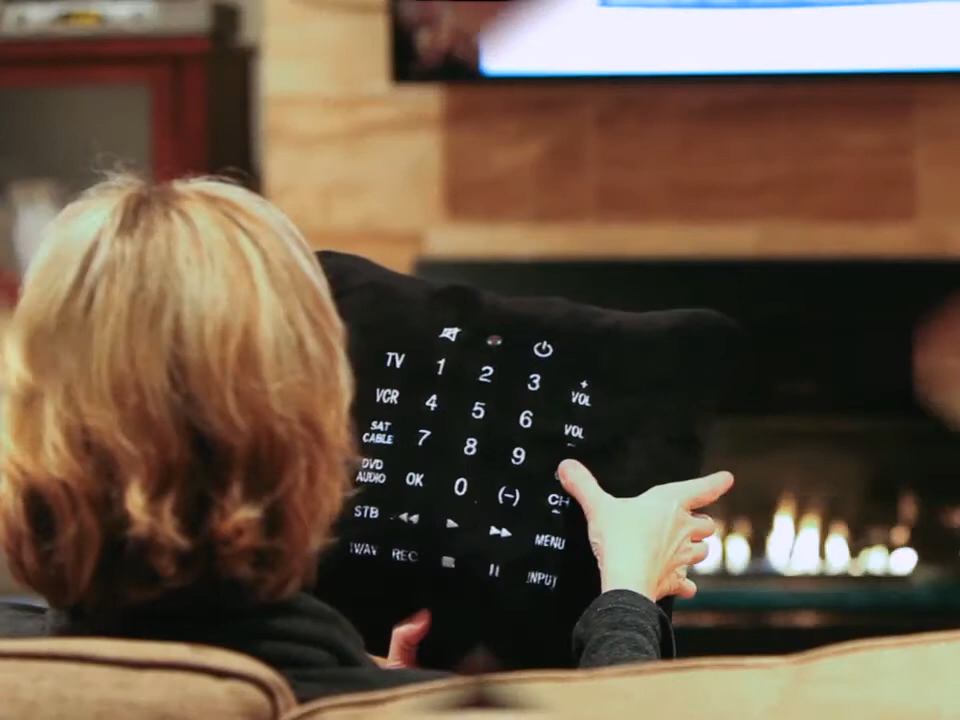 TV 1 2 3 + VOL
VCR 4 5 6 VOL -
SAT CABLE 7 8 9
DVD AUDIO OK 0 (-) CH
STB MENU
REC INPUT